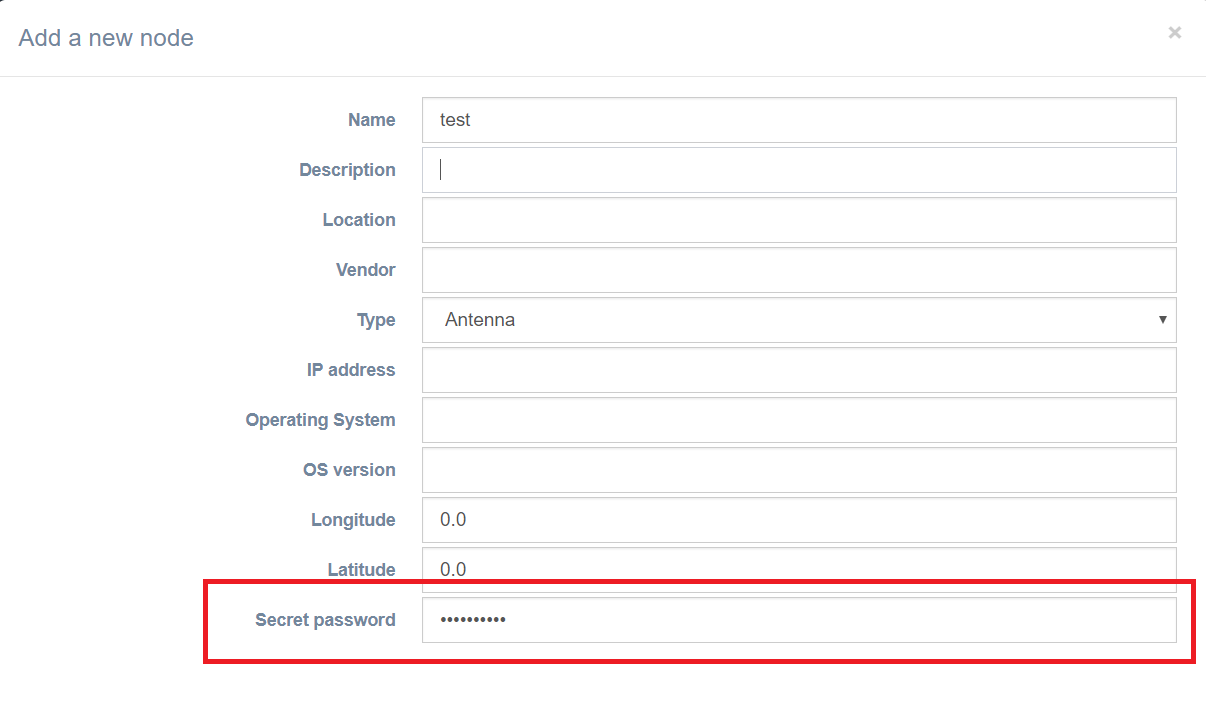 Add a new node ×
Name test
Description
Location
Vendor
Type Antenna ▼
IP address
Operating System
OS version
Longitude 0.0
Latitude 0.0
Secret password ••••••••••